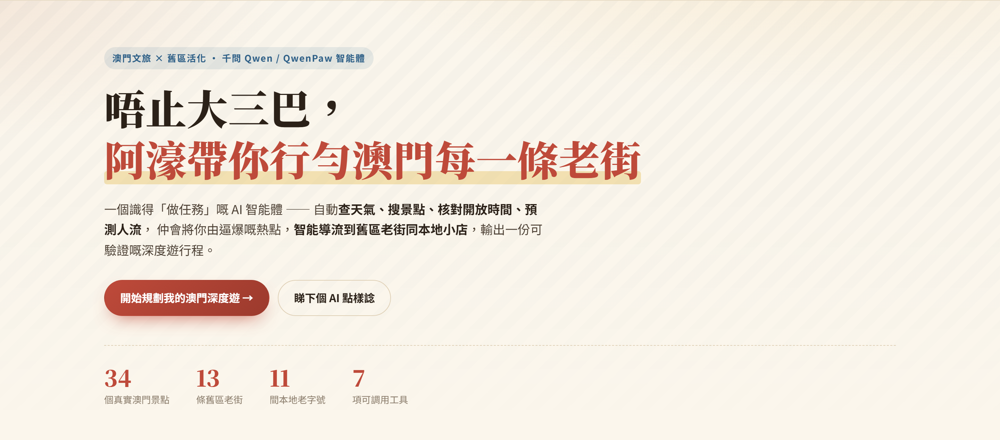 澳門文旅 × 舊區活化 · 千問 Qwen / QwenPaw 智能體
唔止大三巴，
阿濠帶你行勻澳門每一條老街
一個識得「做任務」嘅 AI 智能體 —— 自動查天氣、搜景點、核對開放時間、預
測人流， 仲會將你由逼爆嘅熱點，智能導流到舊區老街同本地小店，輸出一份可
驗證嘅深度遊行程。
開始規劃我的澳門深度遊 →
睇下個 AI 點樣諗
34
個真實澳門景點
13
條舊區老街
11
間本地老字號
7
項可調用工具